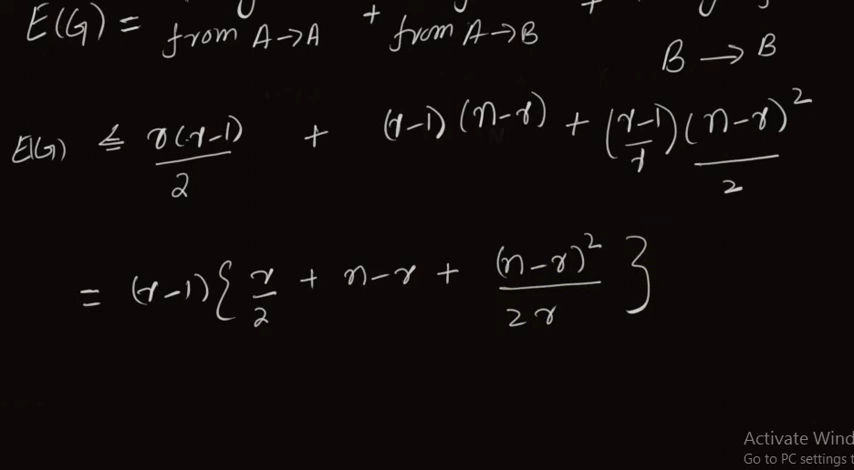 E(G) = from A→A + from A→B +
B → B
E(G) ≤ r(r-1)/2 + (r-1)(n-r) + (r-1/r) (n-r)²/2
= (r-1){r/2 + n-r + (n-r)²/2r}
Activate Wind
Go to PC settings t